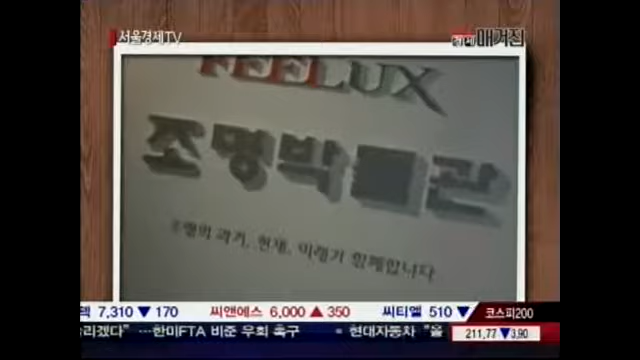 서울경제TV
매거진
FEELUX
조명박물관
조명의 과거, 현재, 미래가 함께합니다
텍 7,310 ▼ 170 씨앤에스 6,000 ▲ 350 씨티엘 510 ▼ 코스피200
리겠다" …한미FTA 비준 우회 촉구 ▪ 현대자동차 "올 211.77 ▼ 3.90